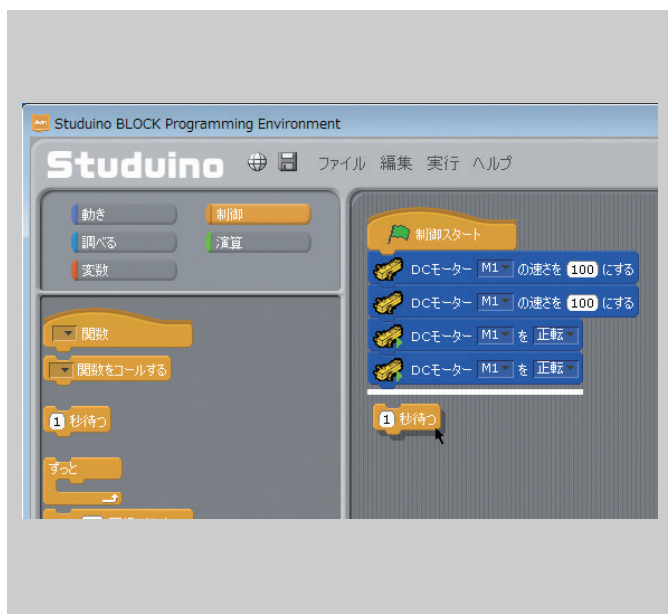 Studuino BLOCK Programming Environment
Studuino ファイル 編集 実行 ヘルプ
動き 制御
調べる 演算
変数
関数
関数をコールする
1 秒待つ
ずっと
制御スタート
DCモーター M1 の速さを 100 にする
DCモーター M1 の速さを 100 にする
DCモーター M1 を 正転
DCモーター M1 を 正転
1 秒待つ